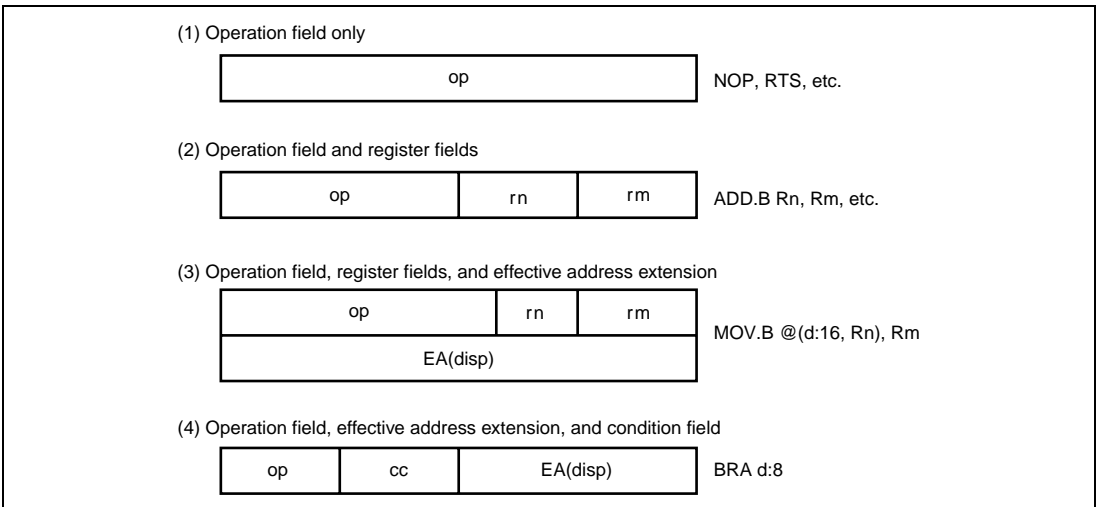 (1) Operation field only
op
NOP, RTS, etc.
(2) Operation field and register fields
op rn rm
ADD.B Rn, Rm, etc.
(3) Operation field, register fields, and effective address extension
op rn rm
MOV.B @(d:16, Rn), Rm
EA(disp)
(4) Operation field, effective address extension, and condition field
op cc EA(disp)
BRA d:8